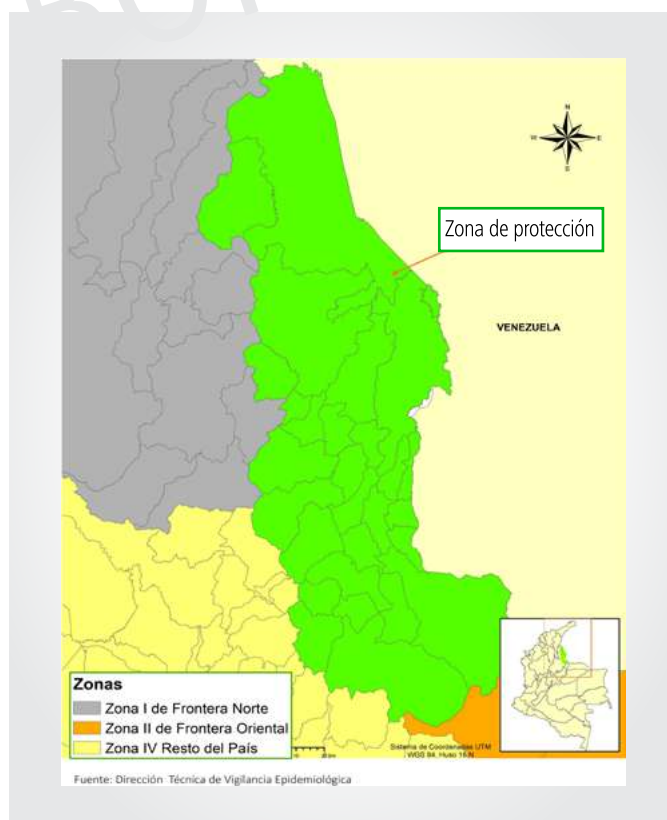 N
W
E
S
Zona de protección
VENEZUELA
Zonas
Zona I de Frontera Norte
Zona II de Frontera Oriental
Zona IV Resto del País
Sistema de Coordenadas UTM
WGS 84, Huso 18 N
Fuente: Dirección Técnica de Vigilancia Epidemiológica